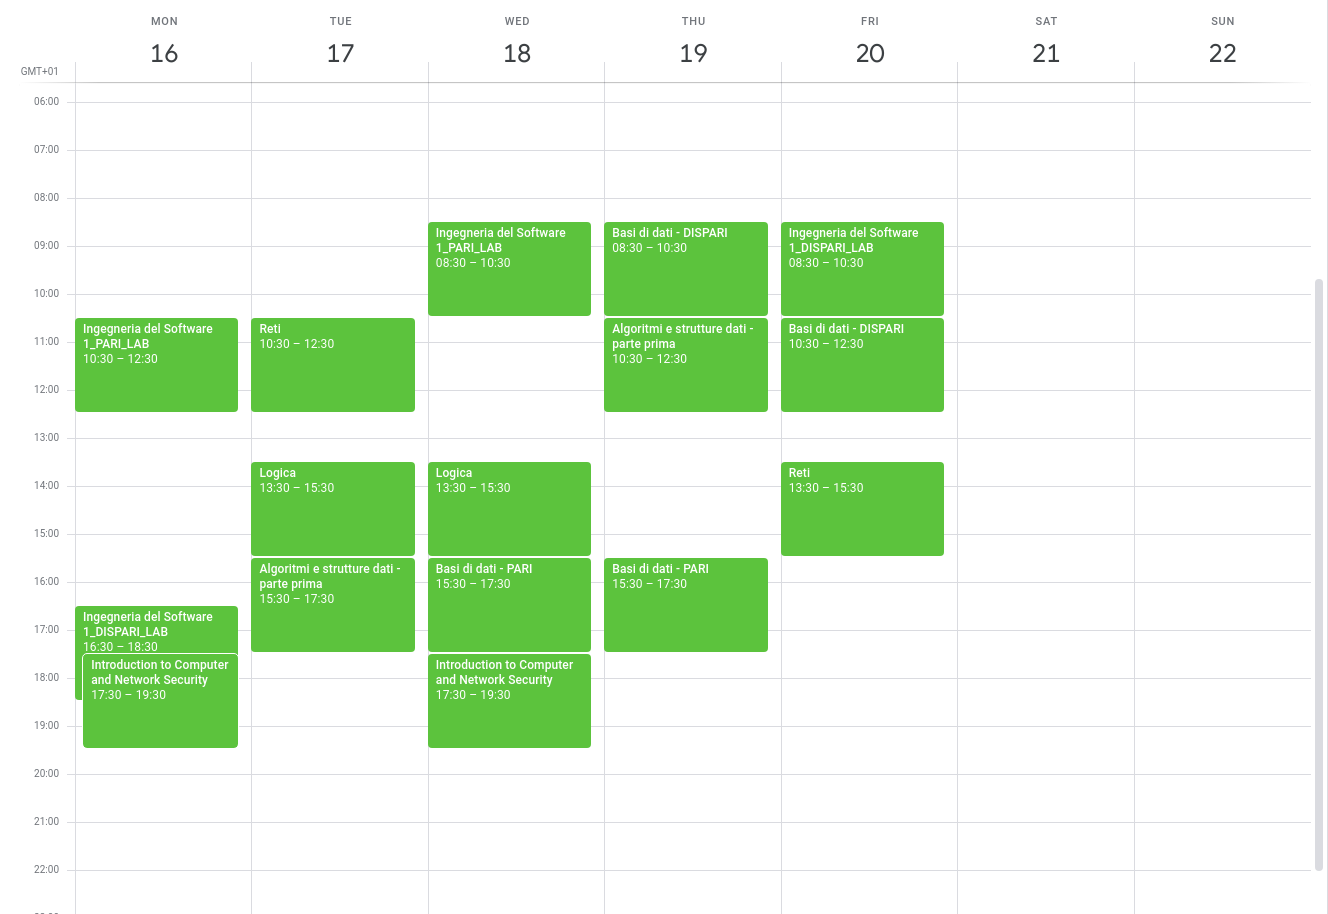 MON
TUE
WED
THU
FRI
SAT
SUN
16
17
18
19
20
21
22
GMT+01
06:00
07:00
08:00
09:00
10:00
11:00
12:00
13:00
14:00
15:00
16:00
17:00
18:00
19:00
20:00
21:00
22:00
Ingegneria del Software
1_PARI_LAB
10:30 – 12:30
Ingegneria del Software
1_DISPARI_LAB
16:30 – 18:30
Introduction to Computer
and Network Security
17:30 – 19:30
Reti
10:30 – 12:30
Logica
13:30 – 15:30
Algoritmi e strutture dati -
parte prima
15:30 – 17:30
Ingegneria del Software
1_PARI_LAB
08:30 – 10:30
Logica
13:30 – 15:30
Basi di dati - PARI
15:30 – 17:30
Introduction to Computer
and Network Security
17:30 – 19:30
Basi di dati - DISPARI
08:30 – 10:30
Algoritmi e strutture dati -
parte prima
10:30 – 12:30
Basi di dati - PARI
15:30 – 17:30
Ingegneria del Software
1_DISPARI_LAB
08:30 – 10:30
Basi di dati - DISPARI
10:30 – 12:30
Reti
13:30 – 15:30